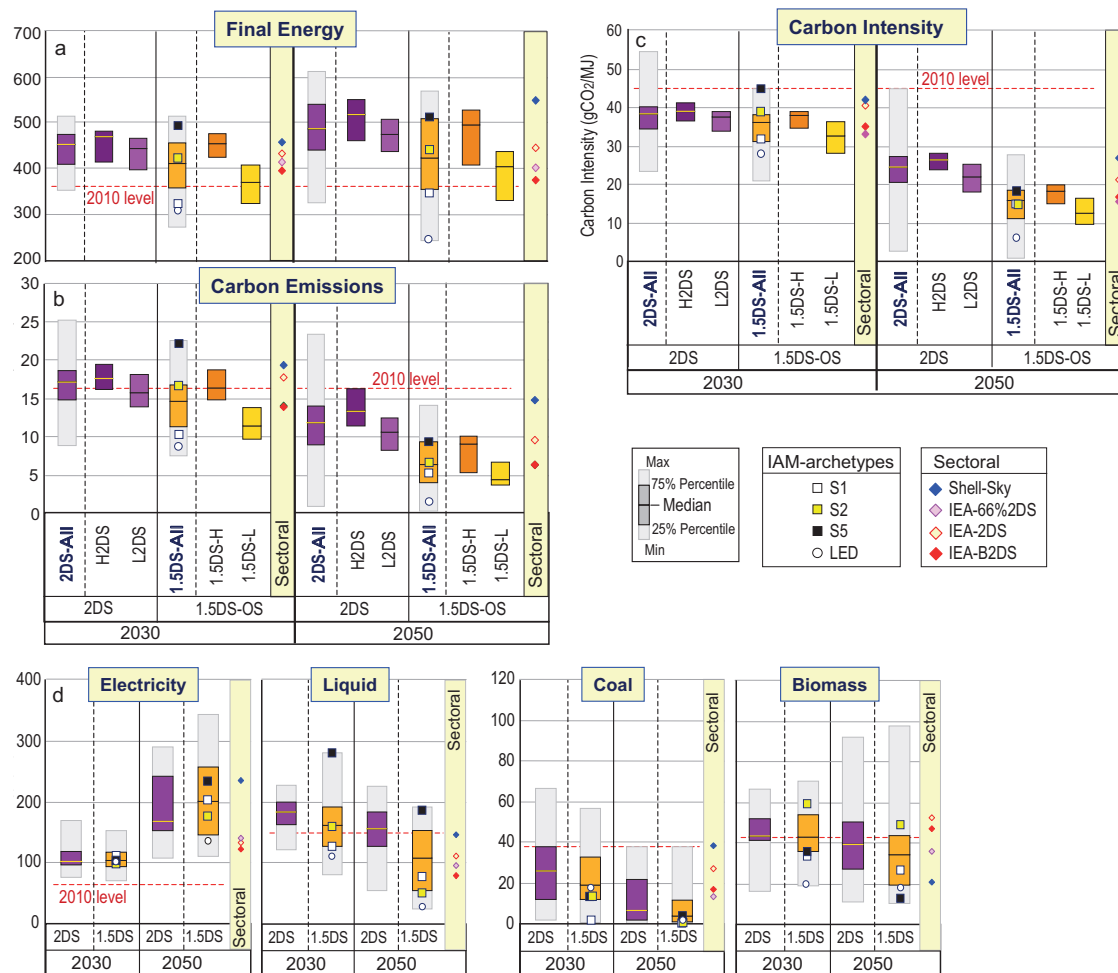 Final Energy
a
700
600
500
400
300
200
2010 level
Carbon Emissions
b
30
25
20
15
10
5
0
2010 level
2DS-All
H2DS
L2DS
1.5DS-All
1.5DS-H
1.5DS-L
Sectoral
2DS-All
H2DS
L2DS
1.5DS-All
1.5DS-H
1.5DS-L
Sectoral
2DS
1.5DS-OS
2DS
1.5DS-OS
2030
2050
Carbon Intensity
c
Carbon Intensity (gCO2/MJ)
60
50
40
30
20
10
0
2010 level
2DS-All
H2DS
L2DS
1.5DS-All
1.5DS-H
1.5DS-L
Sectoral
2DS-All
H2DS
L2DS
1.5DS-All
1.5DS-H
1.5DS-L
Sectoral
2DS
1.5DS-OS
2DS
1.5DS-OS
2030
2050
Max
75% Percentile
Median
25% Percentile
Min
IAM-archetypes
S1
S2
S5
LED
Sectoral
Shell-Sky
IEA-66%2DS
IEA-2DS
IEA-B2DS
d
Electricity
400
300
200
100
0
2010 level
Sectoral
2DS
1.5DS
2DS
1.5DS
2030
2050
Liquid
Sectoral
2DS
1.5DS
2DS
1.5DS
2030
2050
Coal
120
100
80
60
40
20
0
Sectoral
2DS
1.5DS
2DS
1.5DS
2030
2050
Biomass
Sectoral
2DS
1.5DS
2DS
1.5DS
2030
2050